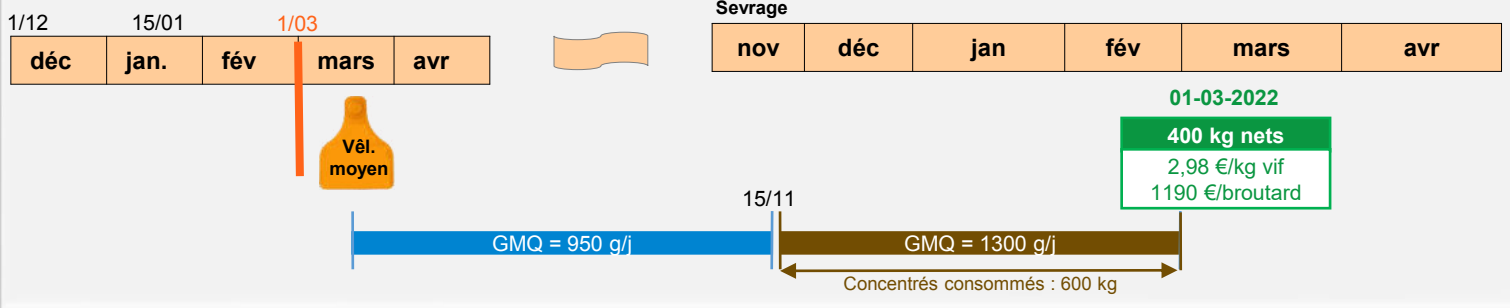 Sevrage
1/12 15/01 1/03
déc jan. fév mars avr
nov déc jan fév mars avr
01-03-2022
400 kg nets
2,98 €/kg vif
1190 €/broutard
Vêl.
moyen
15/11
GMQ = 950 g/j
GMQ = 1300 g/j
Concentrés consommés : 600 kg